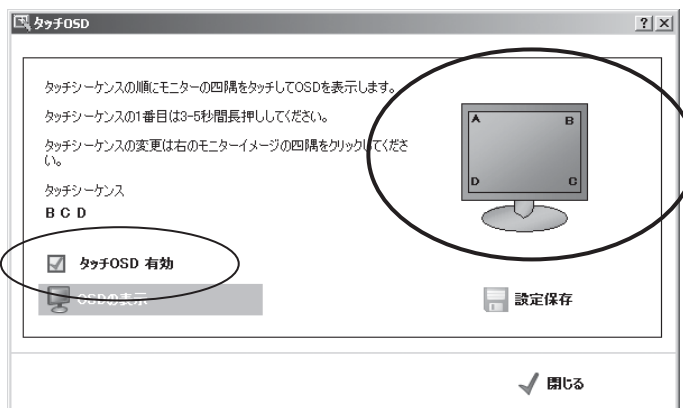 タッチOSD
? ×
タッチシーケンスの順にモニターの四隅をタッチしてOSDを表示します。
タッチシーケンスの1番目は3-5秒間長押ししてください。
タッチシーケンスの変更は右のモニターイメージの四隅をクリックしてくださ
い。
タッチシーケンス
B C D
A B
D C
タッチOSD 有効
OSDの表示
設定保存
閉じる